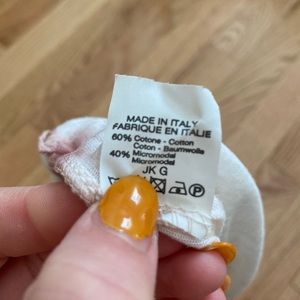 MADE IN ITALY
FABRIQUE EN ITALIE
60% Cotone - Cotton
Coton - Baumwolle
40% Micromodal
Micromodal
JK G
P